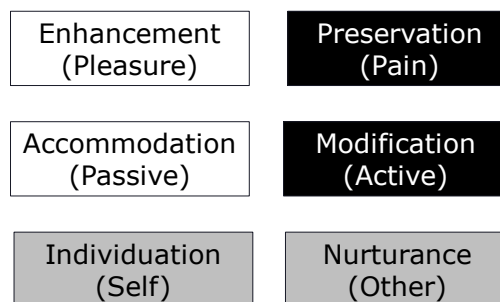 Enhancement
(Pleasure)
Preservation
(Pain)
Accommodation
(Passive)
Modification
(Active)
Individuation
(Self)
Nurturance
(Other)